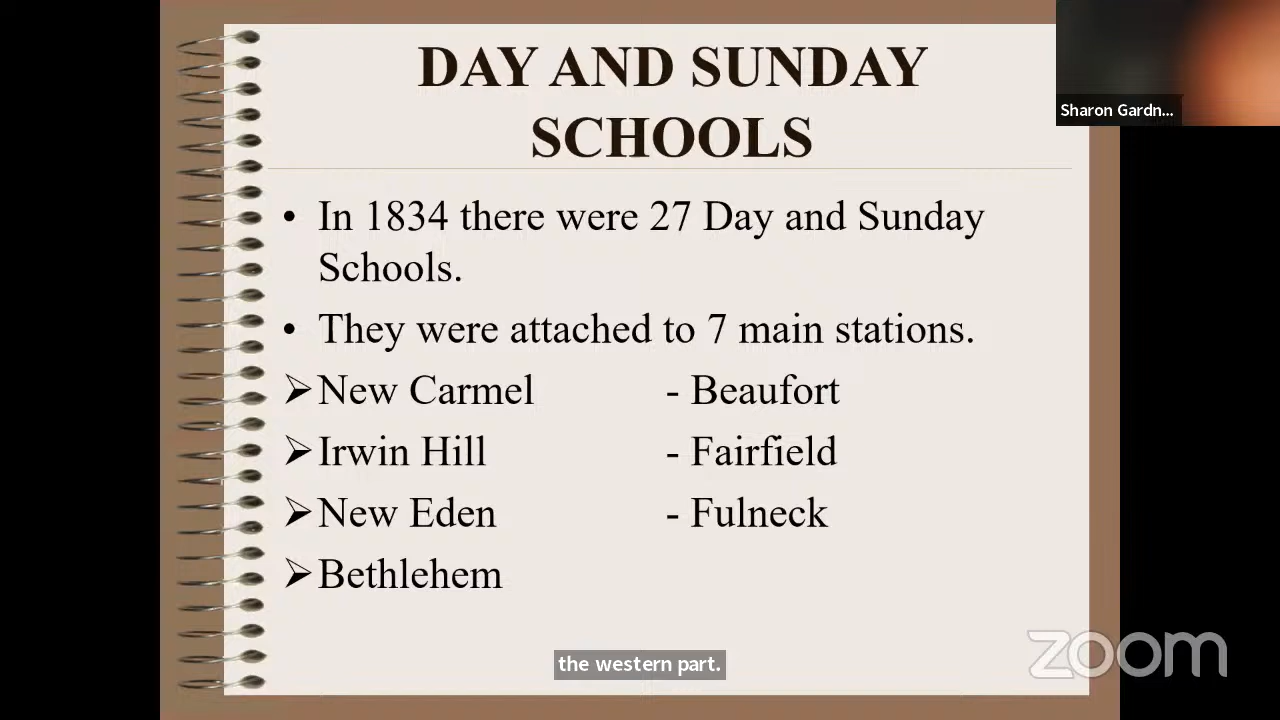 DAY AND SUNDAY
SCHOOLS
Sharon Gardn...
• In 1834 there were 27 Day and Sunday
Schools.
• They were attached to 7 main stations.
➢ New Carmel - Beaufort
➢ Irwin Hill - Fairfield
➢ New Eden - Fulneck
➢ Bethlehem
the western part.
zoom